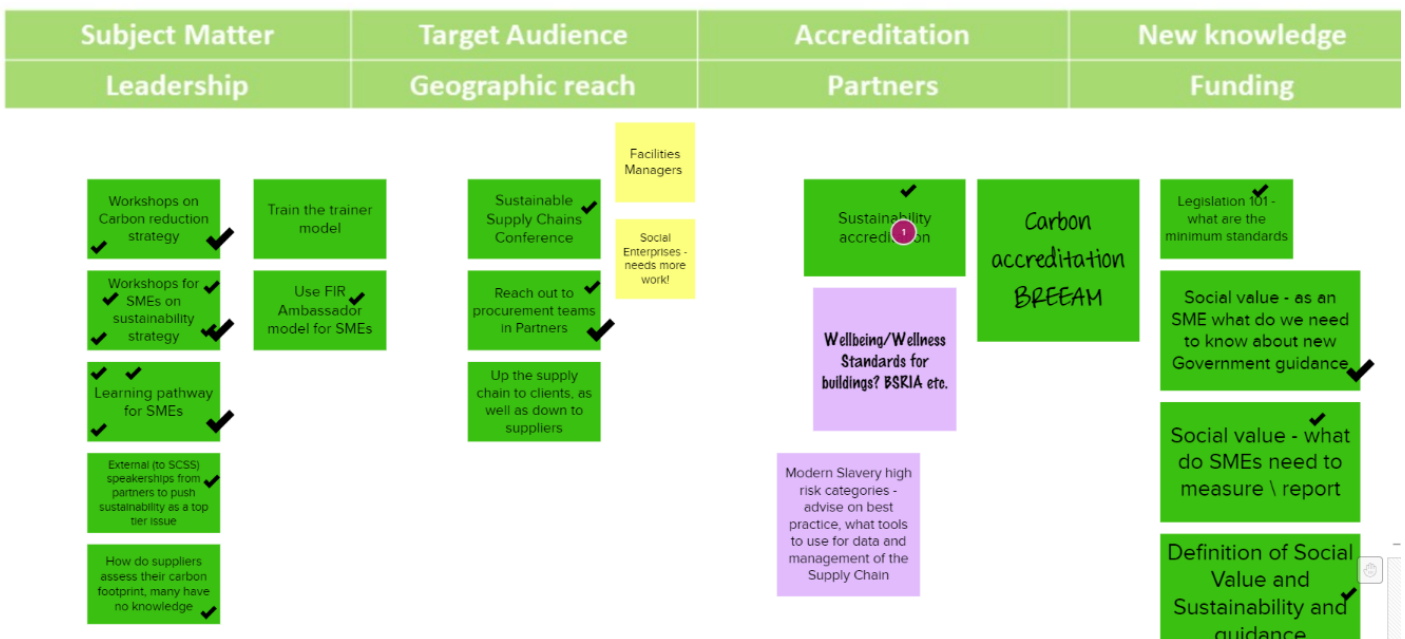 Subject Matter
Target Audience
Accreditation
New knowledge
Leadership
Geographic reach
Partners
Funding
Workshops on
Carbon reduction
strategy
Train the trainer
model
Workshops for
SMEs on
sustainability
strategy
Use FIR
Ambassador
model for SMEs
Learning pathway
for SMEs
External (to SCSS)
speakerships from
partners to push
sustainability as a top
tier issue
How do suppliers
assess their carbon
footprint, many have
no knowledge
Sustainable
Supply Chains
Conference
Reach out to
procurement teams
in Partners
Up the supply
chain to clients, as
well as down to
suppliers
Facilities
Managers
Social
Enterprises -
needs more
work!
Sustainability
accreditation
1
Carbon
accreditation
BREEAM
Wellbeing/Wellness
Standards for
buildings? BSRIA etc.
Modern Slavery high
risk categories -
advise on best
practice, what tools
to use for data and
management of the
Supply Chain
Legislation 101 -
what are the
minimum standards
Social value - as an
SME what do we need
to know about new
Government guidance
Social value - what
do SMEs need to
measure \ report
Definition of Social
Value and
Sustainability and
guidance